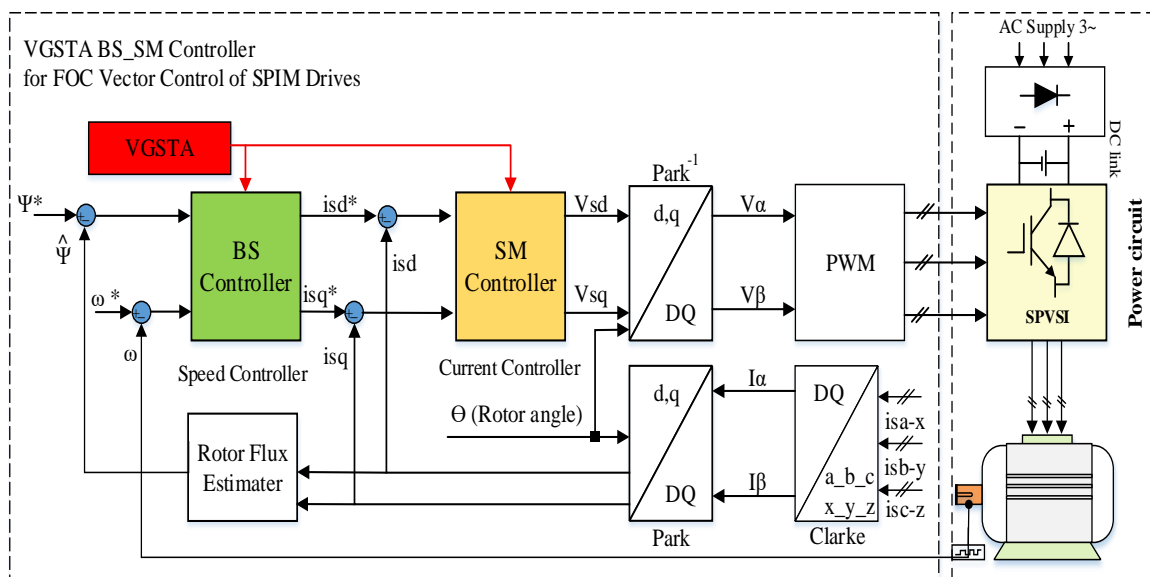 VGSTA BS_SM Controller
for FOC Vector Control of SPIM Drives
AC Supply 3~
DC link
− +
VGSTA
Park⁻¹
Ψ*
isd*
Vsd
d,q
Vα
Ψ̂
BS
Controller
isd
SM
Controller
PWM
ω*
isq*
Vsq
DQ
Vβ
SPVSI
Power circuit
ω
isq
Speed Controller
Current Controller
Iα
d,q
DQ
isa-x
Θ (Rotor angle)
isb-y
Rotor Flux
Estimater
a_b_c
x_y_z
isc-z
DQ
Iβ
Park
Clarke